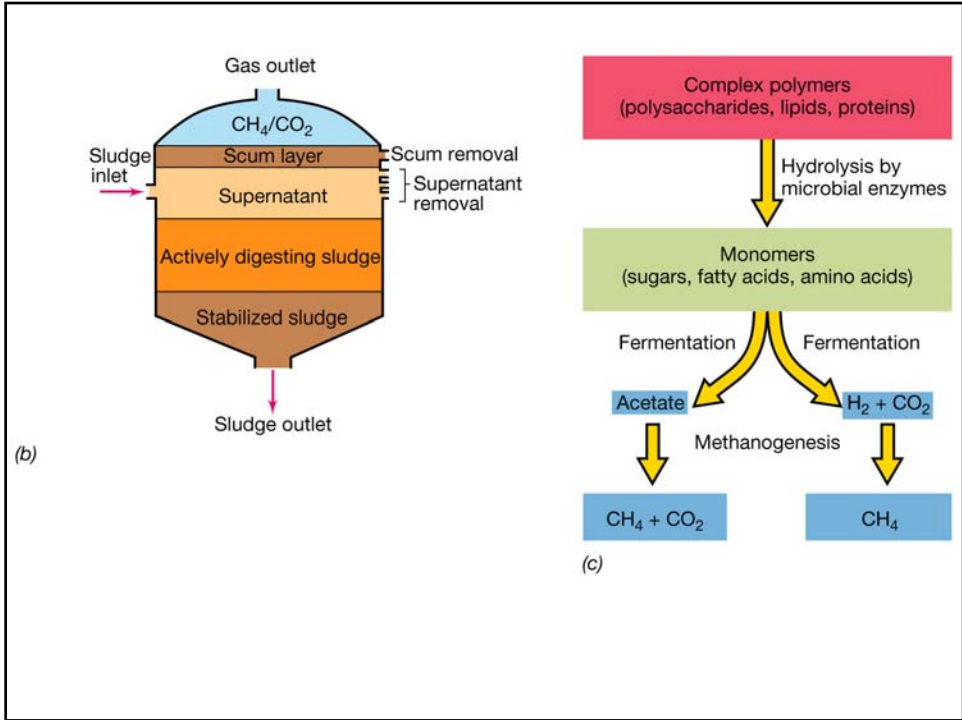 Gas outlet
CH₄/CO₂
Sludge
inlet
Scum layer
Scum removal
Supernatant
Supernatant
removal
Actively digesting sludge
Stabilized sludge
Sludge outlet
(b)
Complex polymers
(polysaccharides, lipids, proteins)
Hydrolysis by
microbial enzymes
Monomers
(sugars, fatty acids, amino acids)
Fermentation
Fermentation
Acetate
H₂ + CO₂
Methanogenesis
CH₄ + CO₂
CH₄
(c)